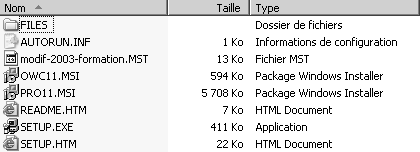 Nom Taille Type
FILES Dossier de fichiers
AUTORUN.INF 1 Ko Informations de configuration
modif-2003-formation.MST 13 Ko Fichier MST
OWC11.MSI 594 Ko Package Windows Installer
PRO11.MSI 5 708 Ko Package Windows Installer
README.HTM 7 Ko HTML Document
SETUP.EXE 411 Ko Application
SETUP.HTM 22 Ko HTML Document